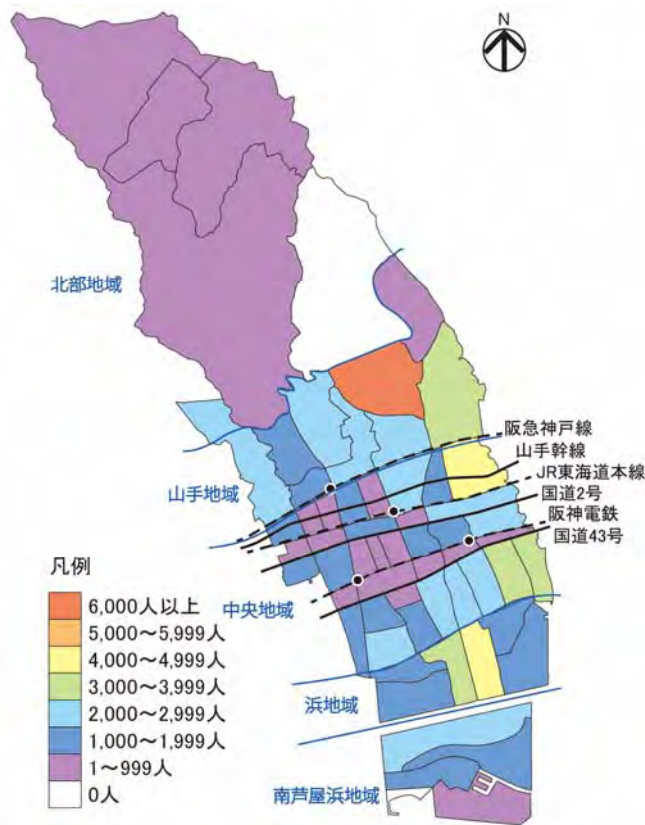 N
北部地域
阪急神戸線
山手幹線
JR東海道本線
山手地域
国道2号
阪神電鉄
国道43号
凡例
6,000人以上
5,000～5,999人
中央地域
4,000～4,999人
3,000～3,999人
2,000～2,999人
浜地域
1,000～1,999人
1～999人
南芦屋浜地域
0人